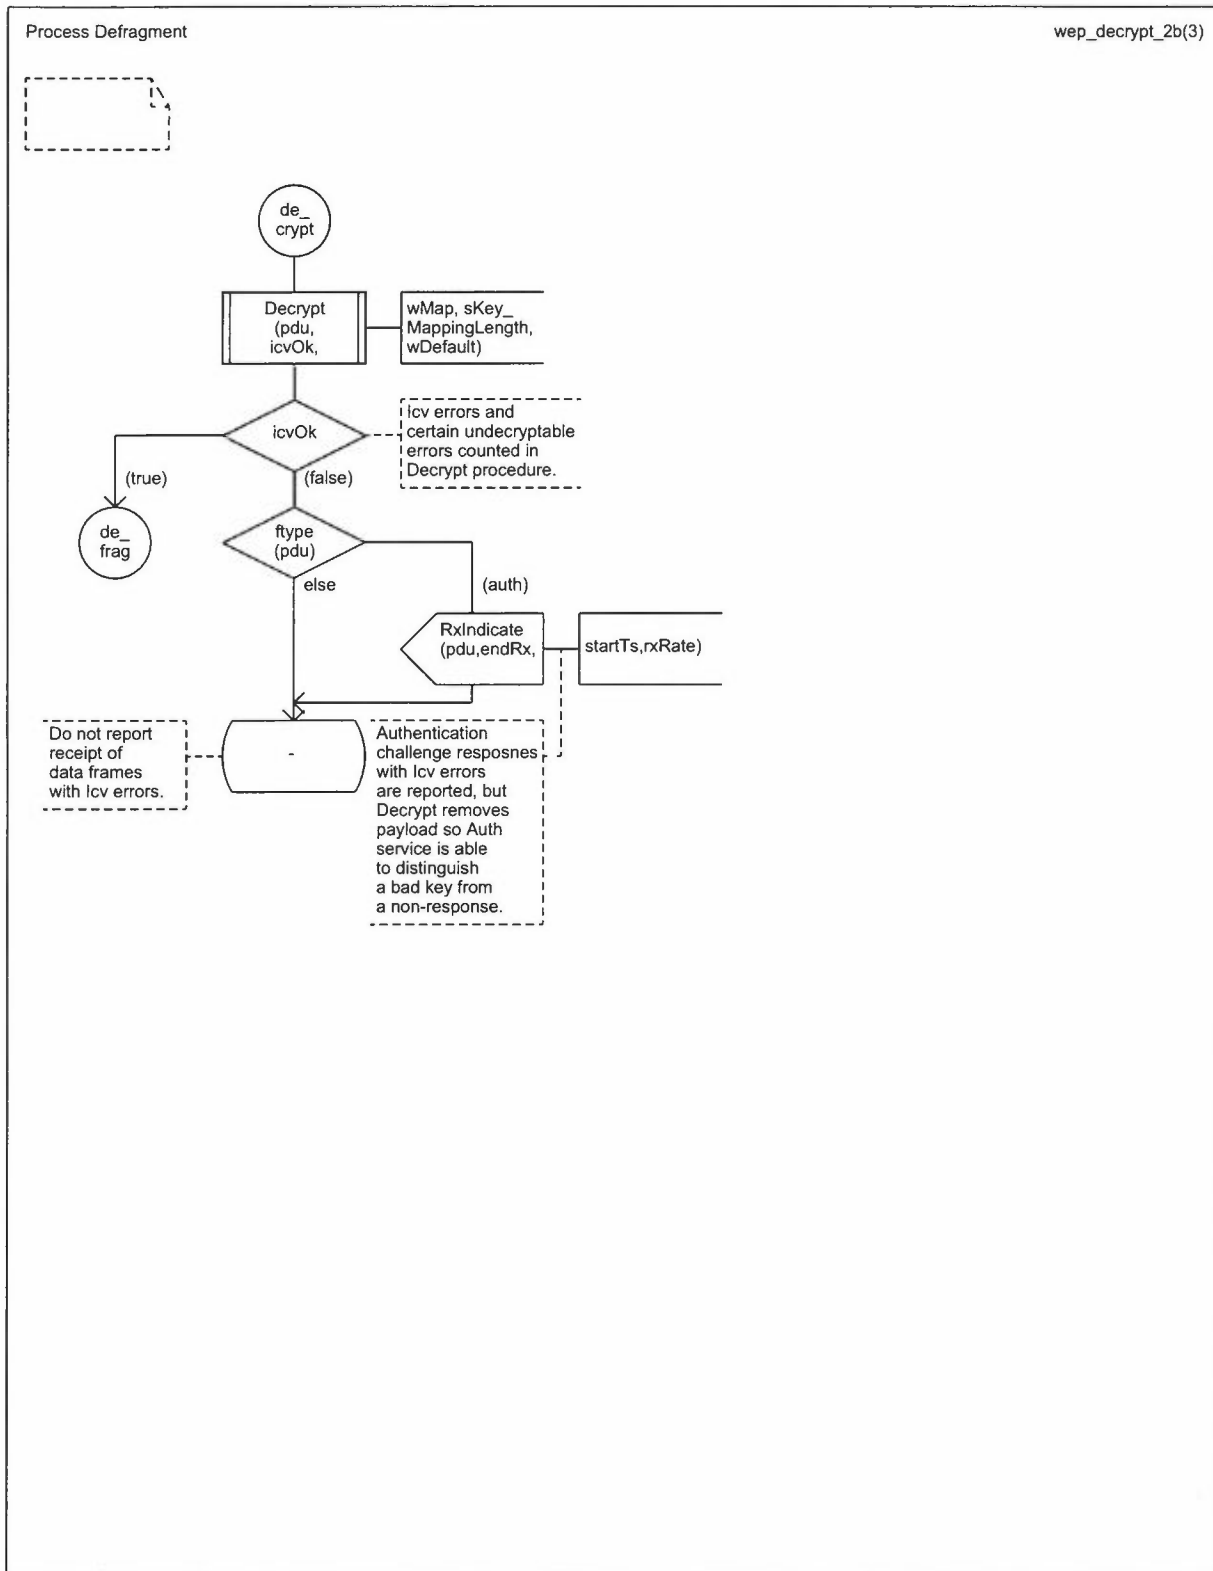 Process Defragment
wep_decrypt_2b(3)
de_
crypt
Decrypt
(pdu,
icvOk,
wMap, sKey_
MappingLength,
wDefault)
icvOk
Icv errors and
certain undecryptable
errors counted in
Decrypt procedure.
(true)
(false)
de_
frag
ftype
(pdu)
else
(auth)
RxIndicate
(pdu,endRx,
startTs,rxRate)
Do not report
receipt of
data frames
with Icv errors.
-
Authentication
challenge resposnes
with Icv errors
are reported, but
Decrypt removes
payload so Auth
service is able
to distinguish
a bad key from
a non-response.